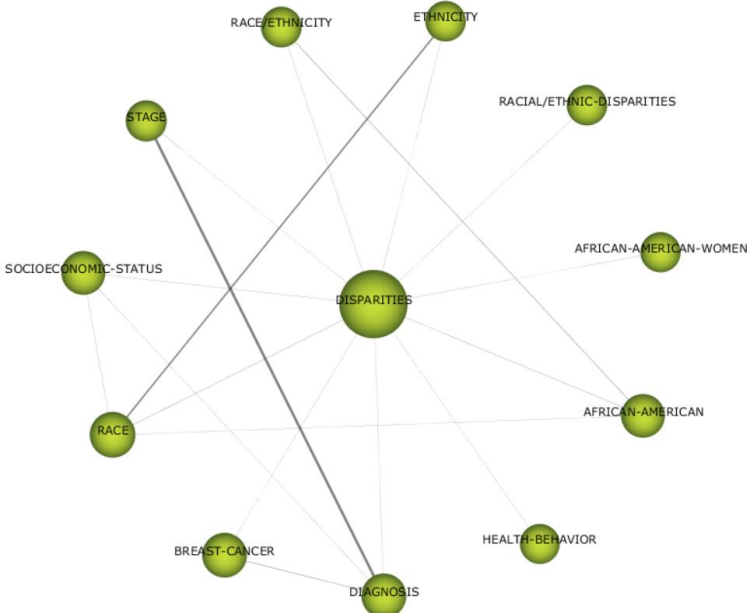 RACE/ETHNICITY
ETHNICITY
RACIAL/ETHNIC-DISPARITIES
STAGE
AFRICAN-AMERICAN-WOMEN
SOCIOECONOMIC-STATUS
DISPARITIES
AFRICAN-AMERICAN
RACE
HEALTH-BEHAVIOR
BREAST-CANCER
DIAGNOSIS